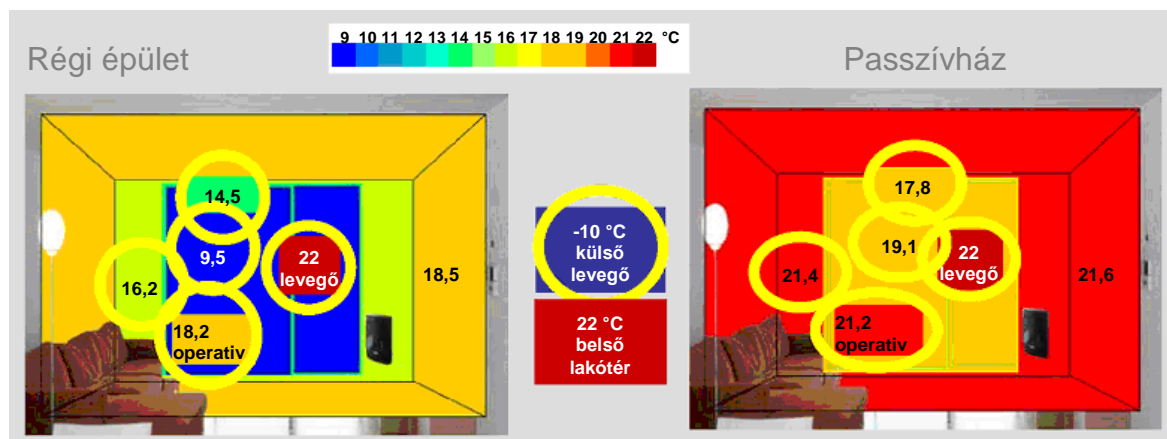 9 10 11 12 13 14 15 16 17 18 19 20 21 22 °C
Régi épület
Passzívház
14,5
9,5
22
levegő
16,2
18,5
18,2
operativ
-10 °C
külső
levegő
22 °C
belső
lakótér
17,8
19,1
22
levegő
21,4
21,6
21,2
operativ